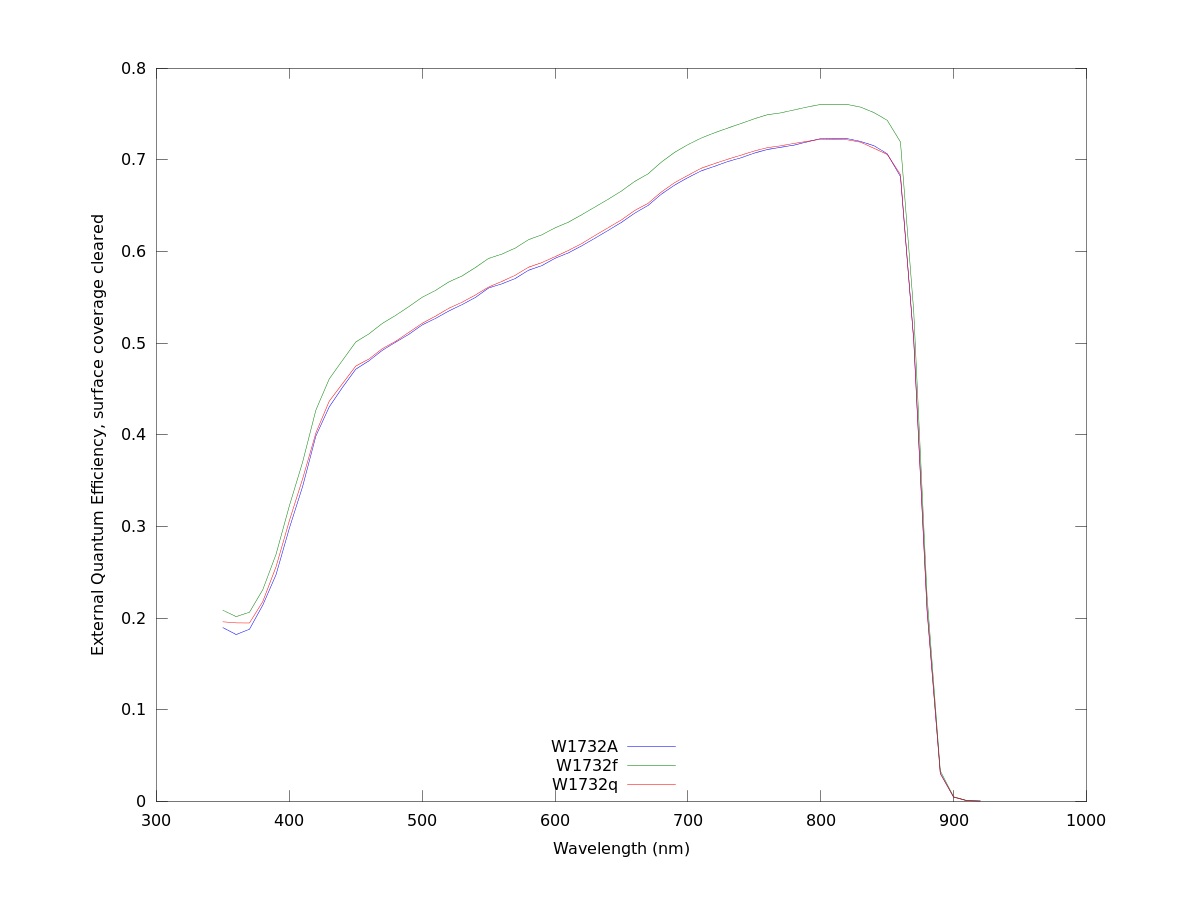 0.8
0.7
0.6
0.5
0.4
0.3
0.2
0.1
0
External Quantum Efficiency, surface coverage cleared
W1732A
W1732f
W1732q
300 400 500 600 700 800 900 1000
Wavelength (nm)